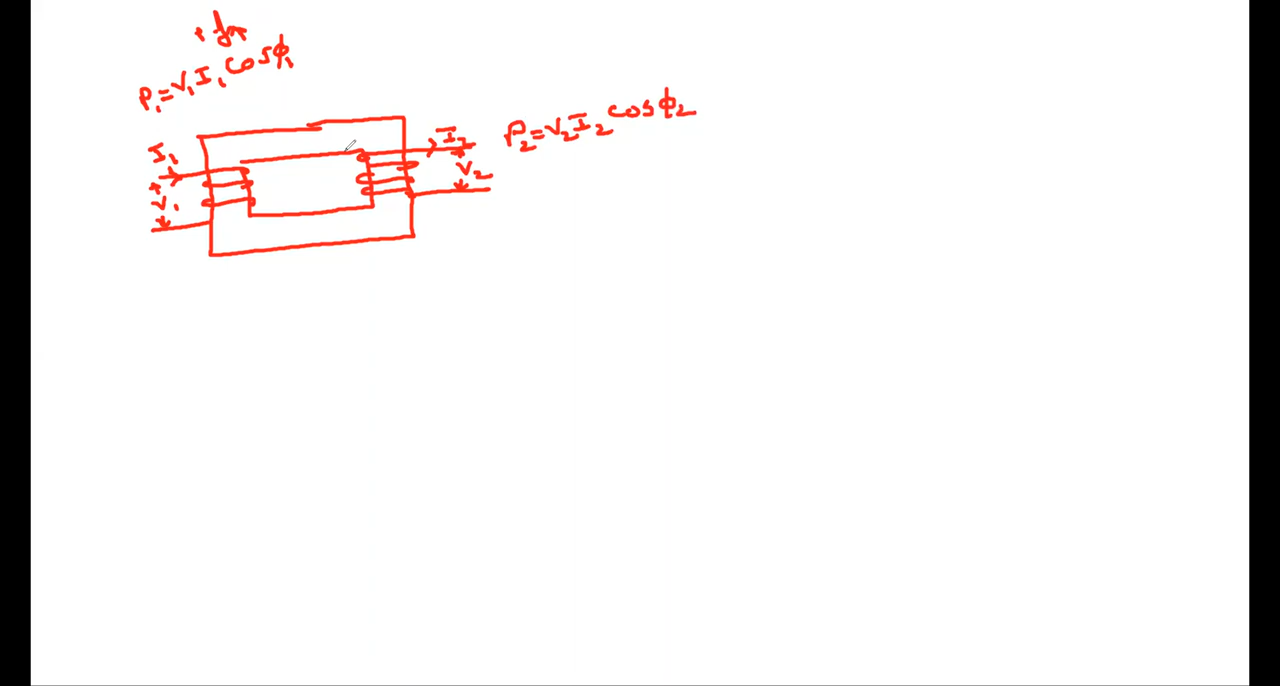 P₁=V₁I₁cosϕ₁
P₂=V₂I₂cosϕ₂
I₁
I₂
V₁
V₂